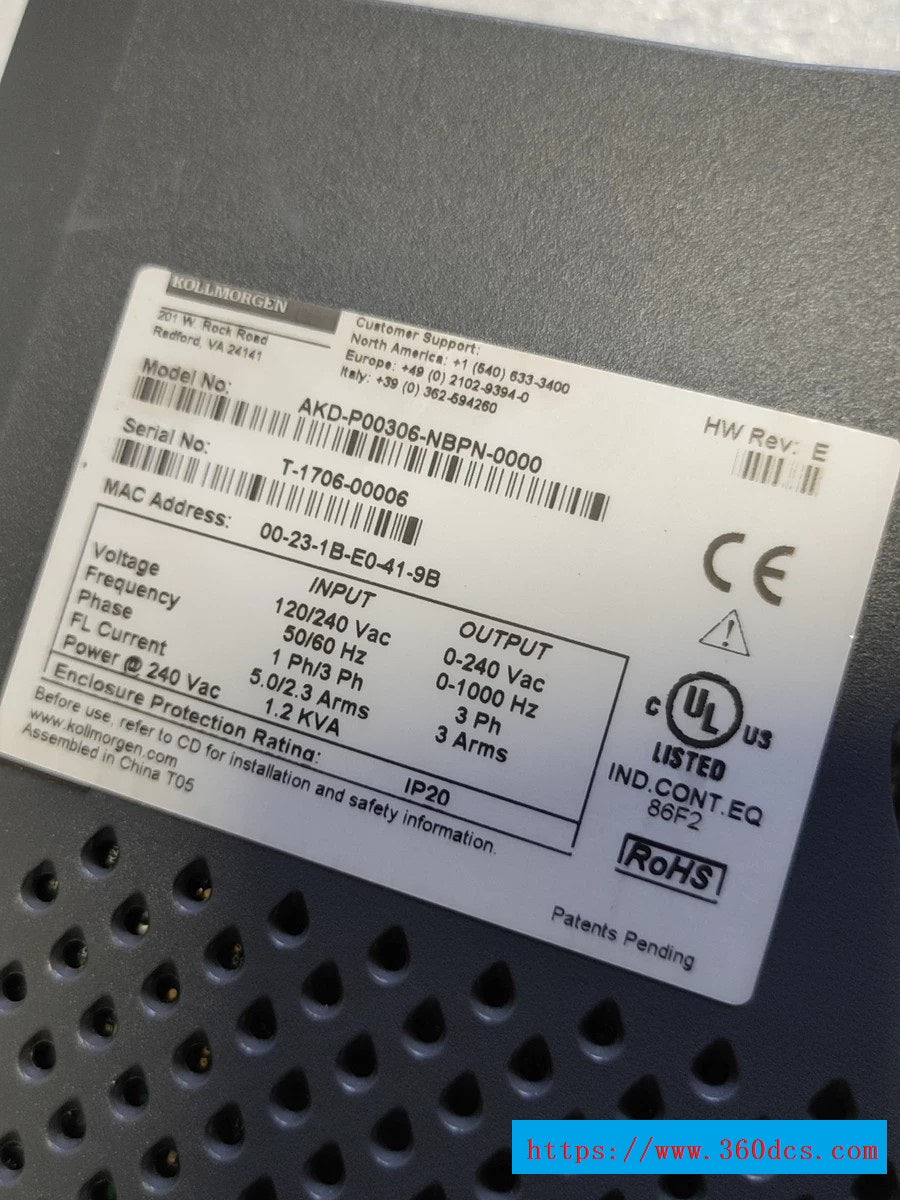 KOLLMORGEN
201 W. Rock Road
Radford, VA 24141
Customer Support:
North America: +1 (540) 633-3400
Europe: +49 (0) 2102-9394-0
Italy: +39 (0) 362-594260
Model No:
AKD-P00306-NBPN-0000
HW Rev: E
Serial No:
T-1706-00006
MAC Address: 00-23-1B-E0-41-9B
INPUT OUTPUT
Voltage 120/240 Vac 0-240 Vac
Frequency 50/60 Hz 0-1000 Hz
Phase 1 Ph/3 Ph 3 Ph
FL Current 5.0/2.3 Arms 3 Arms
Power @ 240 Vac 1.2 KVA
Enclosure Protection Rating: IP20
Before use, refer to CD for installation and safety information.
www.kollmorgen.com
Assembled in China T05
CE
C UL US
LISTED
IND.CONT.EQ
86F2
RoHS
Patents Pending
https://www.360dcs.com